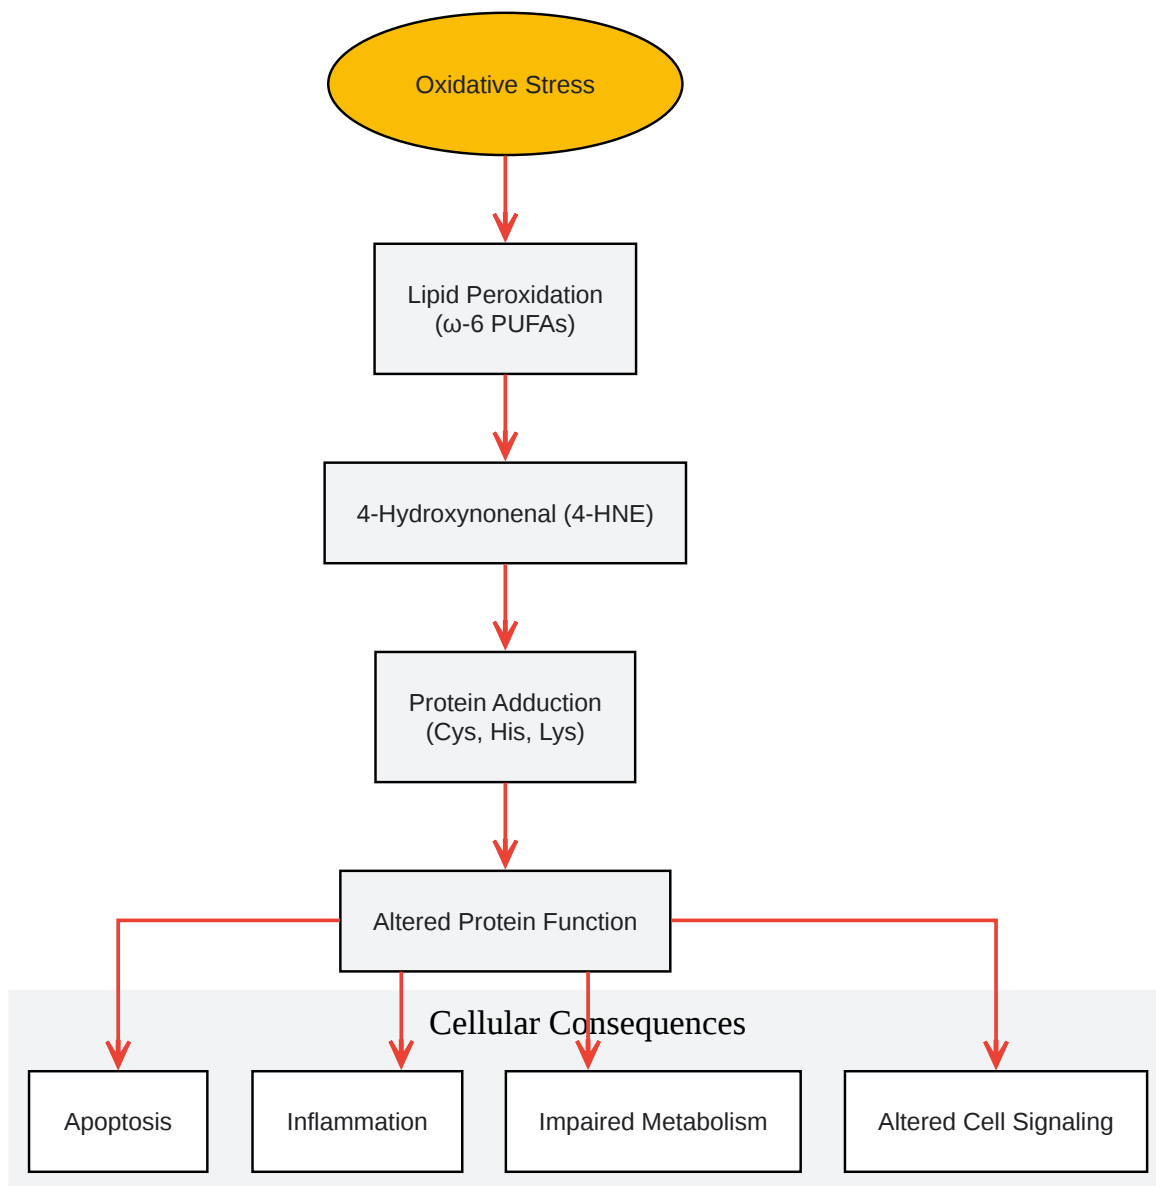 Oxidative Stress
Lipid Peroxidation
(ω-6 PUFAs)
4-Hydroxynonenal (4-HNE)
Protein Adduction
(Cys, His, Lys)
Altered Protein Function
Cellular Consequences
Apoptosis
Inflammation
Impaired Metabolism
Altered Cell Signaling